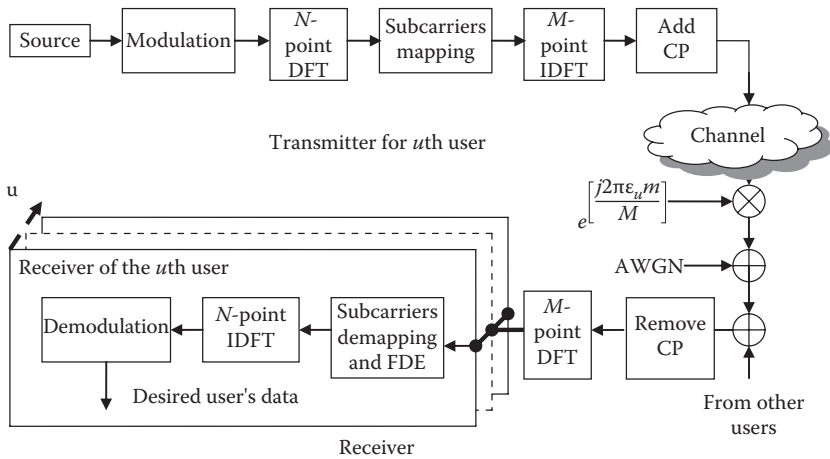 Source
Modulation
N-
point
DFT
Subcarriers
mapping
M-
point
IDFT
Add
CP
Transmitter for uth user
Channel
e[j2πεᵤm/M]
AWGN
From other
users
Remove
CP
M-
point
DFT
u
Receiver of the uth user
Subcarriers
demapping
and FDE
N-point
IDFT
Demodulation
Desired user's data
Receiver